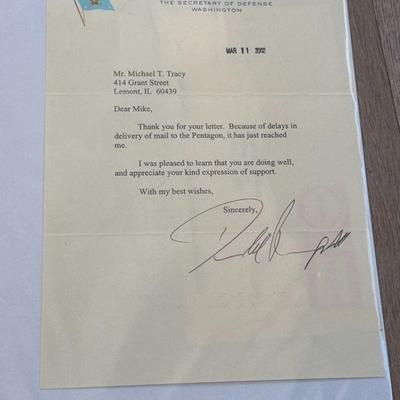 THE SECRETARY OF DEFENSE
WASHINGTON
MAR 11 2002
Mr. Michael T. Tracy
414 Grant Street
Lemont, IL 60439
Dear Mike,
Thank you for your letter. Because of delays in
delivery of mail to the Pentagon, it has just reached
me.
I was pleased to learn that you are doing well,
and appreciate your kind expression of support.
With my best wishes,
Sincerely,